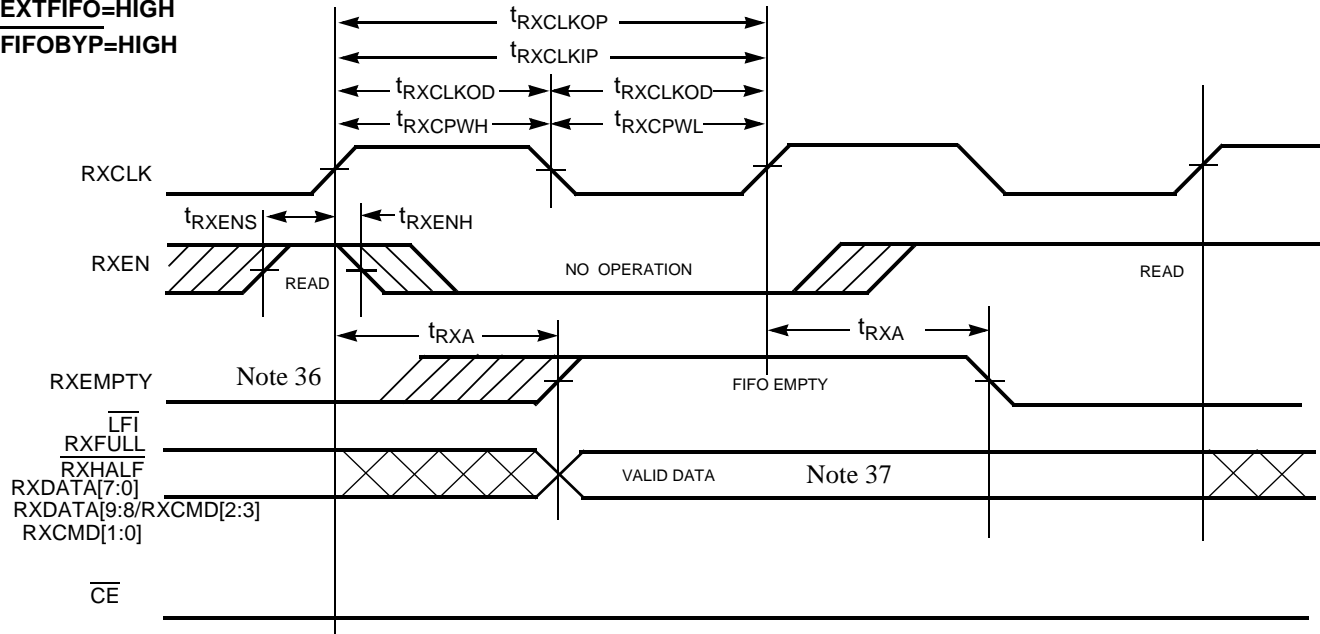 EXTFIFO=HIGH
FIFOBYP=HIGH
tRXCLKOP
tRXCLKIP
tRXCLKOD tRXCLKOD
tRXCPWH tRXCPWL
RXCLK
tRXENS tRXENH
RXEN
READ
NO OPERATION
READ
tRXA tRXA
RXEMPTY
Note 36
FIFO EMPTY
LFI
RXFULL
RXHALF
RXDATA[7:0]
RXDATA[9:8/RXCMD[2:3]
RXCMD[1:0]
VALID DATA
Note 37
CE